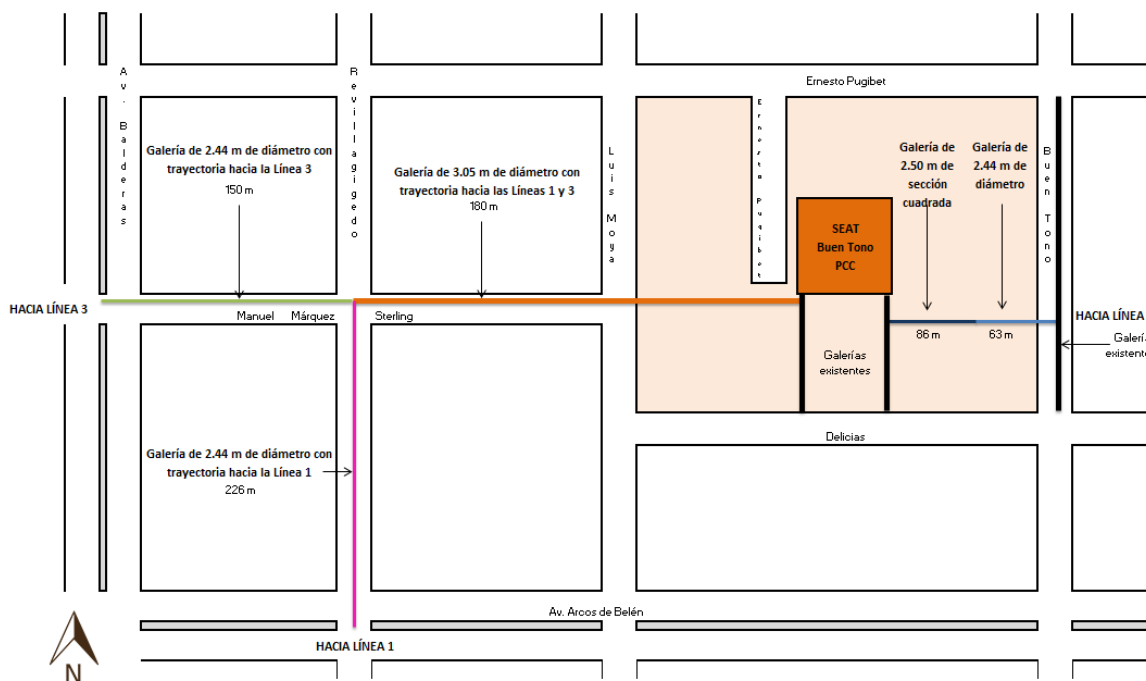 Ernesto Pugibet
Av. Balderas
Revillagigedo
Luis Moya
Ernesto Pugibet
Buen Tono
Galería de 2.44 m de diámetro con
trayectoria hacia la Línea 3
150 m
Galería de 3.05 m de diámetro con
trayectoria hacia las Líneas 1 y 3
180 m
Galería de
2.50 m de
sección
cuadrada
Galería de
2.44 m de
diámetro
SEAT
Buen Tono
PCC
HACIA LÍNEA 3
Manuel Márquez Sterling
86 m
63 m
HACIA LÍNEA
Galerí
existent
Galerías
existentes
Delicias
Galería de 2.44 m de diámetro con
trayectoria hacia la Línea 1
226 m
Av. Arcos de Belén
HACIA LÍNEA 1
N